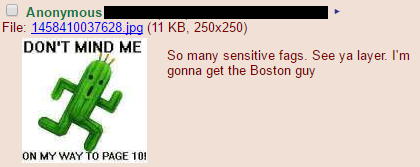 Anonymous
File: 1458410037628.jpg (11 KB, 250x250)
DON'T MIND ME
ON MY WAY TO PAGE 10!
So many sensitive fags. See ya layer. I'm
gonna get the Boston guy